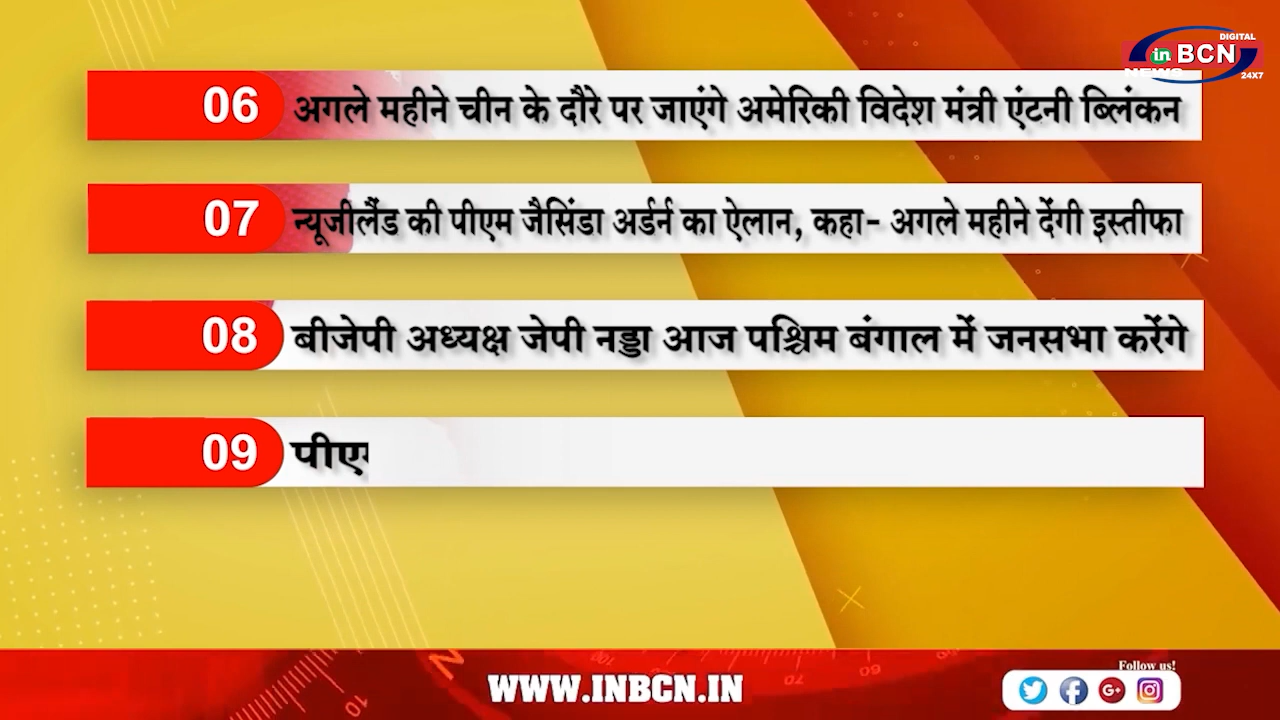 DIGITAL
in BCN
NEWS
24X7
06 अगले महीने चीन के दौरे पर जाएंगे अमेरिकी विदेश मंत्री एंटनी ब्लिंकन
07 न्यूजीलैंड की पीएम जैसिंडा अर्डर्न का ऐलान, कहा- अगले महीने देंगी इस्तीफा
08 बीजेपी अध्यक्ष जेपी नड्डा आज पश्चिम बंगाल में जनसभा करेंगे
09
WWW.INBCN.IN
Follow us!